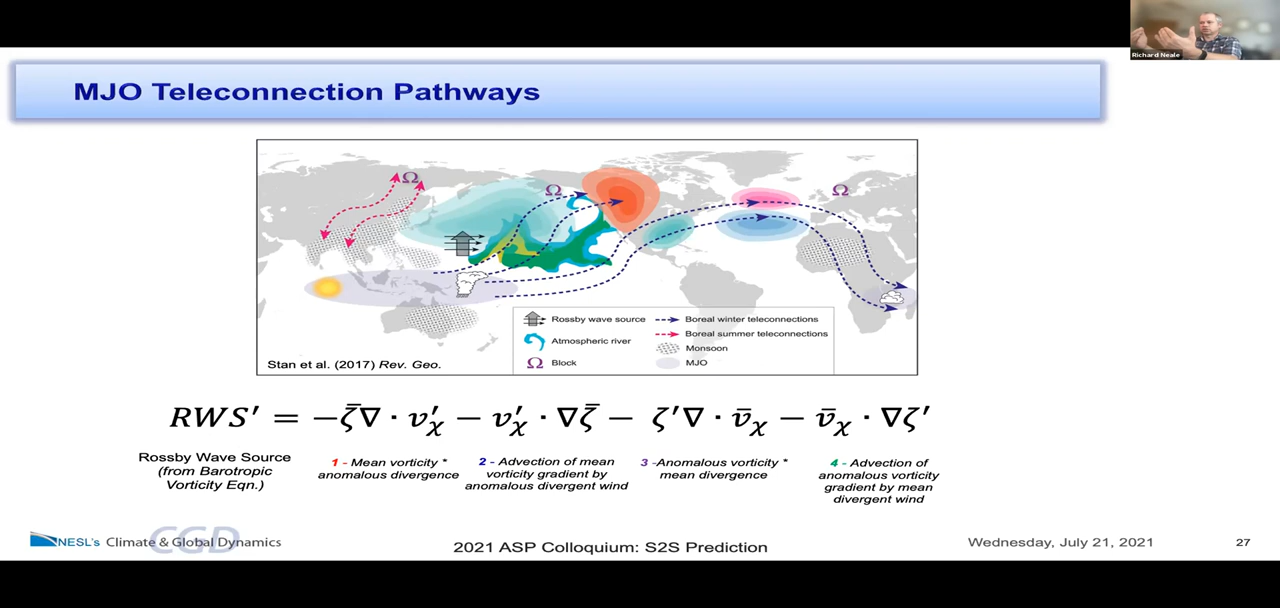 Richard Neale
MJO Teleconnection Pathways
Ω
Ω
Ω
Rossby wave source
Boreal winter teleconnections
Boreal summer teleconnections
Atmospheric river
Monsoon
Ω Block
MJO
Stan et al. (2017) Rev. Geo.
RWS′ = −ζ̄∇ · v′χ − v′χ · ∇ζ̄ − ζ′∇ · v̄χ − v̄χ · ∇ζ′
Rossby Wave Source
(from Barotropic
Vorticity Eqn.)
1 - Mean vorticity *
anomalous divergence
2 - Advection of mean
vorticity gradient by
anomalous divergent wind
3 -Anomalous vorticity *
mean divergence
4 - Advection of
anomalous vorticity
gradient by mean
divergent wind
NESL's Climate & Global Dynamics
CGD
2021 ASP Colloquium: S2S Prediction
Wednesday, July 21, 2021
27